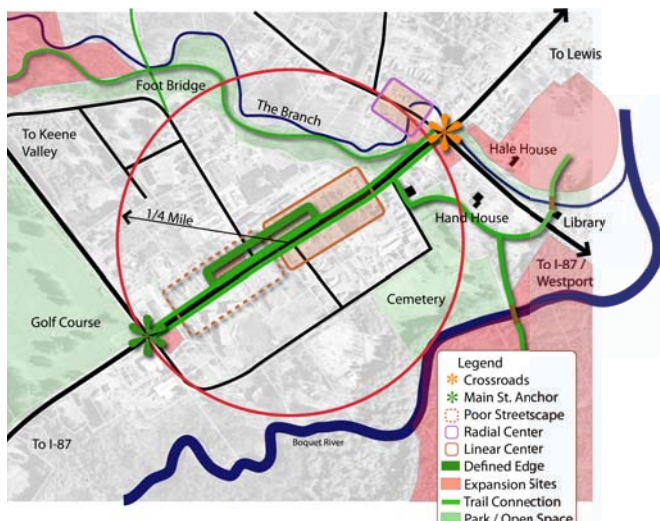 To Lewis
Foot Bridge
The Branch
To Keene
Valley
Hale House
1/4 Mile
Hand House
Library
To I-87 /
Westport
Cemetery
Golf Course
To I-87
Boquet River
Legend
Crossroads
Main St. Anchor
Poor Streetscape
Radial Center
Linear Center
Defined Edge
Expansion Sites
Trail Connection
Park / Open Space